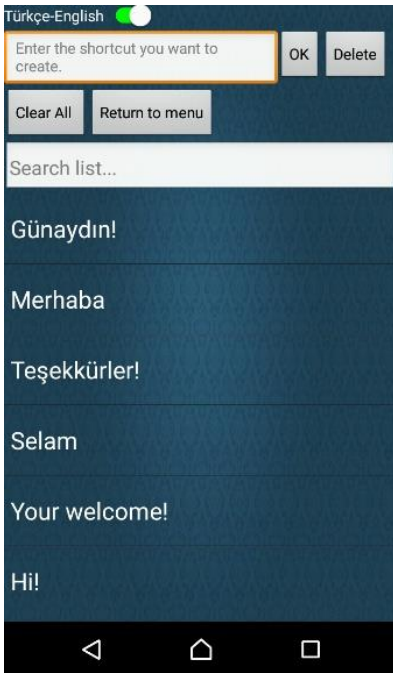 Türkçe-English
Enter the shortcut you want to
create.
OK
Delete
Clear All
Return to menu
Search list...
Günaydın!
Merhaba
Teşekkürler!
Selam
Your welcome!
Hi!